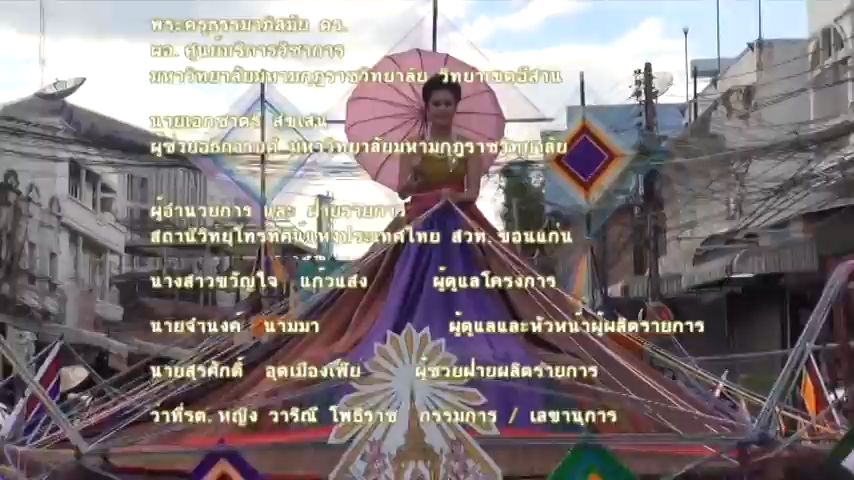 พระครูธรรมาภิสมัย ดร.
ผอ. ศูนย์บริหารวิชาการ
มหาวิทยาลัยมหามกุฏราชวิทยาลัย วิทยาเขตอีสาน
นายเอกชาตรี สุขเสน
ผู้ช่วยอธิการบดี มหาวิทยาลัยมหามกุฏราชวิทยาลัย
ผู้อำนวยการ และ ฝ่ายรายการ
สถานีวิทยุโทรทัศน์แห่งประเทศไทย สวท. ขอนแก่น
นางสาวขวัญใจ แก้วแสง ผู้ดูแลโครงการ
นายจำนงค์ นามมา ผู้ดูแลและหัวหน้าผู้ผลิตรายการ
นายสุรศักดิ์ อุดเมืองเพีย ผู้ช่วยฝ่ายผลิตรายการ
ว่าที่รต. หญิง วาริณี โพธิราช กรรมการ / เลขานุการ